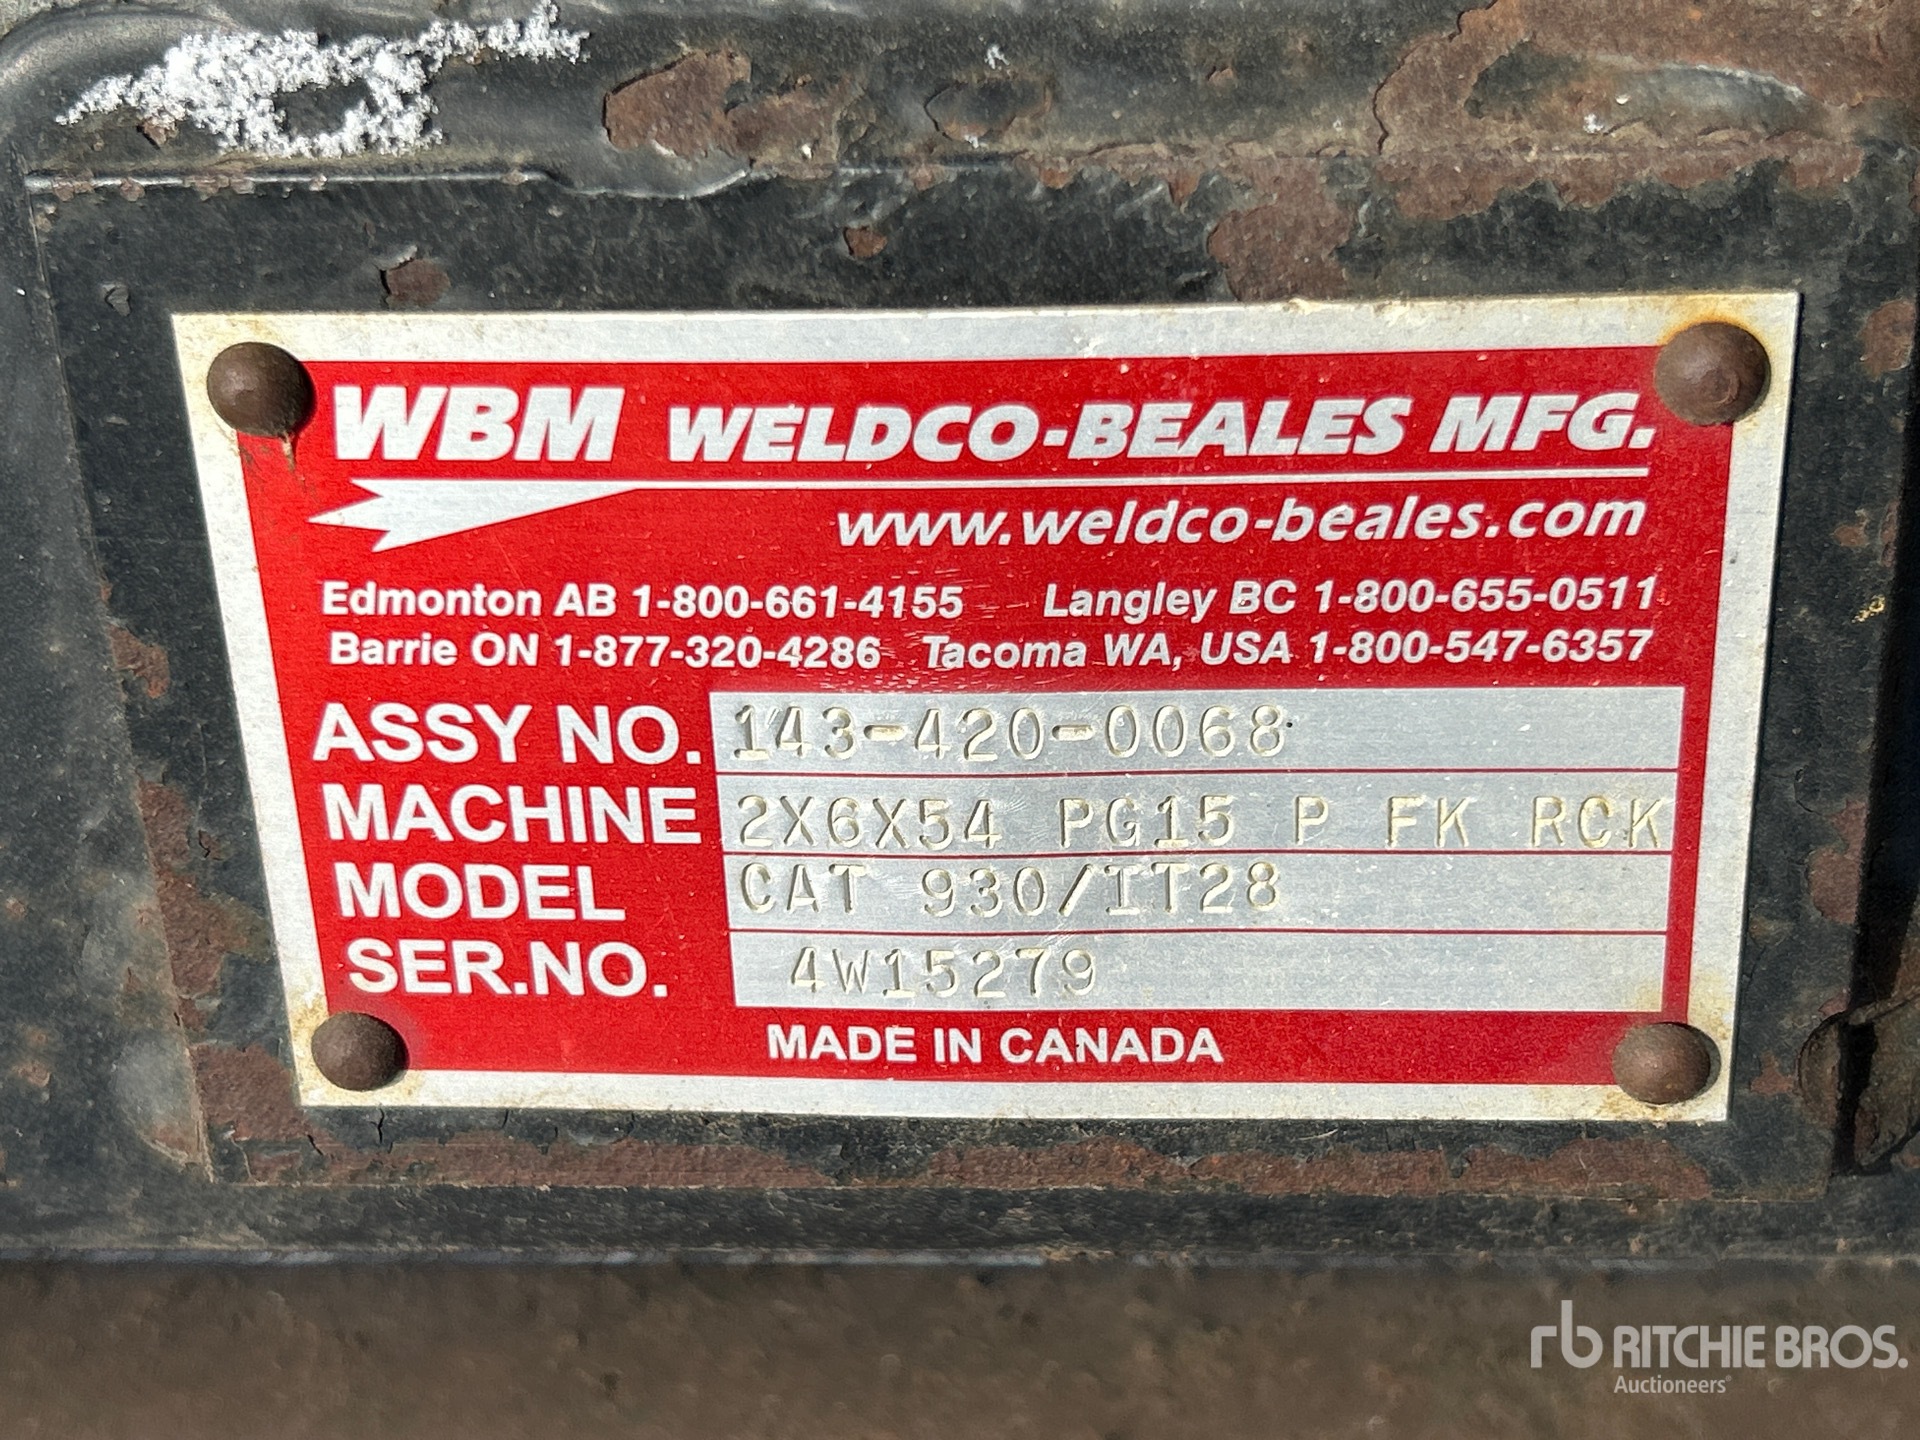 WBM WELDCO-BEALES MFG.
www.weldco-beales.com
Edmonton AB 1-800-661-4155 Langley BC 1-800-655-0511
Barrie ON 1-877-320-4286 Tacoma WA, USA 1-800-547-6357
ASSY NO. 143-420-0068
MACHINE 2X6X54 PG15 P FK RCK
MODEL CAT 930/IT28
SER.NO. 4W15279
MADE IN CANADA
rb RITCHIE BROS.
Auctioneers